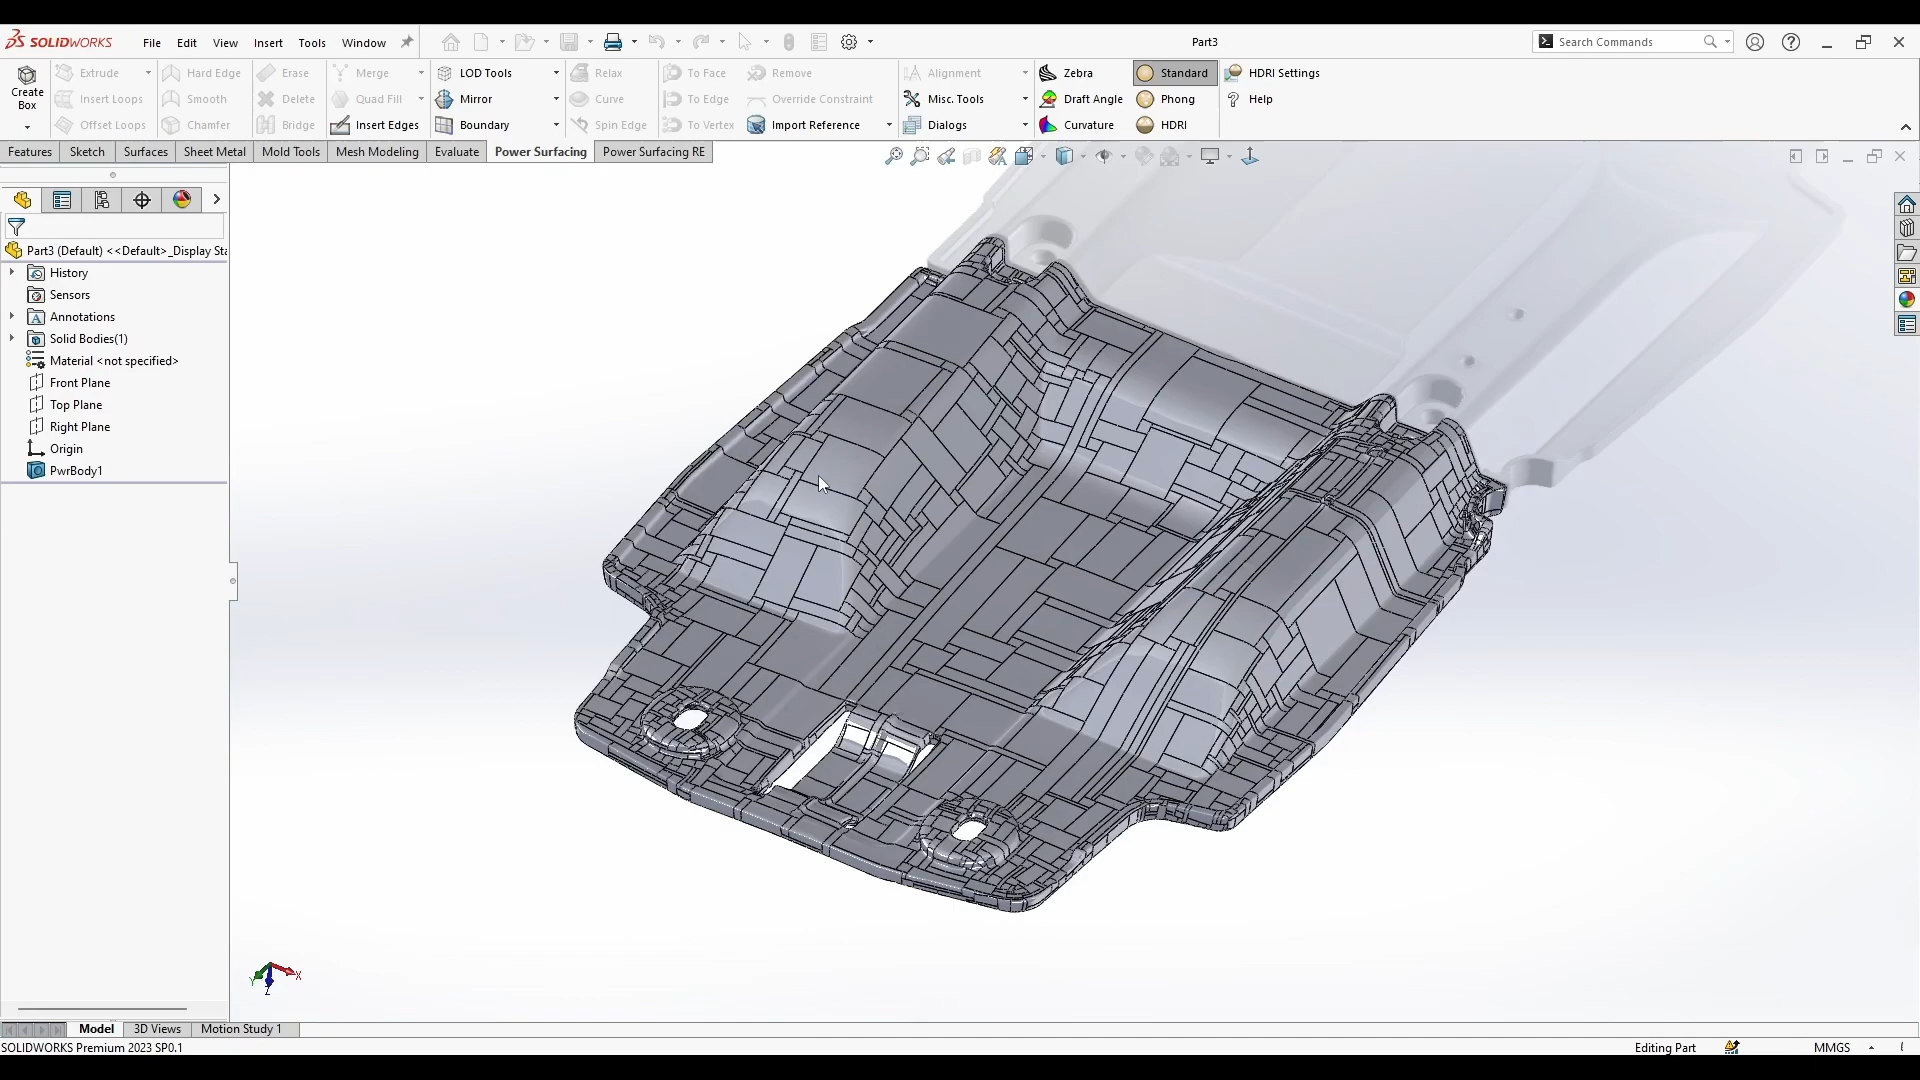 SOLIDWORKS File Edit View Insert Tools Window Part3 Search Commands
Extrude Hard Edge Erase Merge LOD Tools Relax To Face Remove Alignment Zebra Standard HDRI Settings
Create Box Insert Loops Smooth Delete Quad Fill Mirror Curve To Edge Override Constraint Misc. Tools Draft Angle Phong Help
Offset Loops Chamfer Bridge Insert Edges Boundary Spin Edge To Vertex Import Reference Dialogs Curvature HDRI
Features Sketch Surfaces Sheet Metal Mold Tools Mesh Modeling Evaluate Power Surfacing Power Surfacing RE
Part3 (Default) <<Default>_Display Sta
History
Sensors
Annotations
Solid Bodies(1)
Material <not specified>
Front Plane
Top Plane
Right Plane
Origin
PwrBody1
X
Y
Z
Model 3D Views Motion Study 1
SOLIDWORKS Premium 2023 SP0.1 Editing Part MMGS